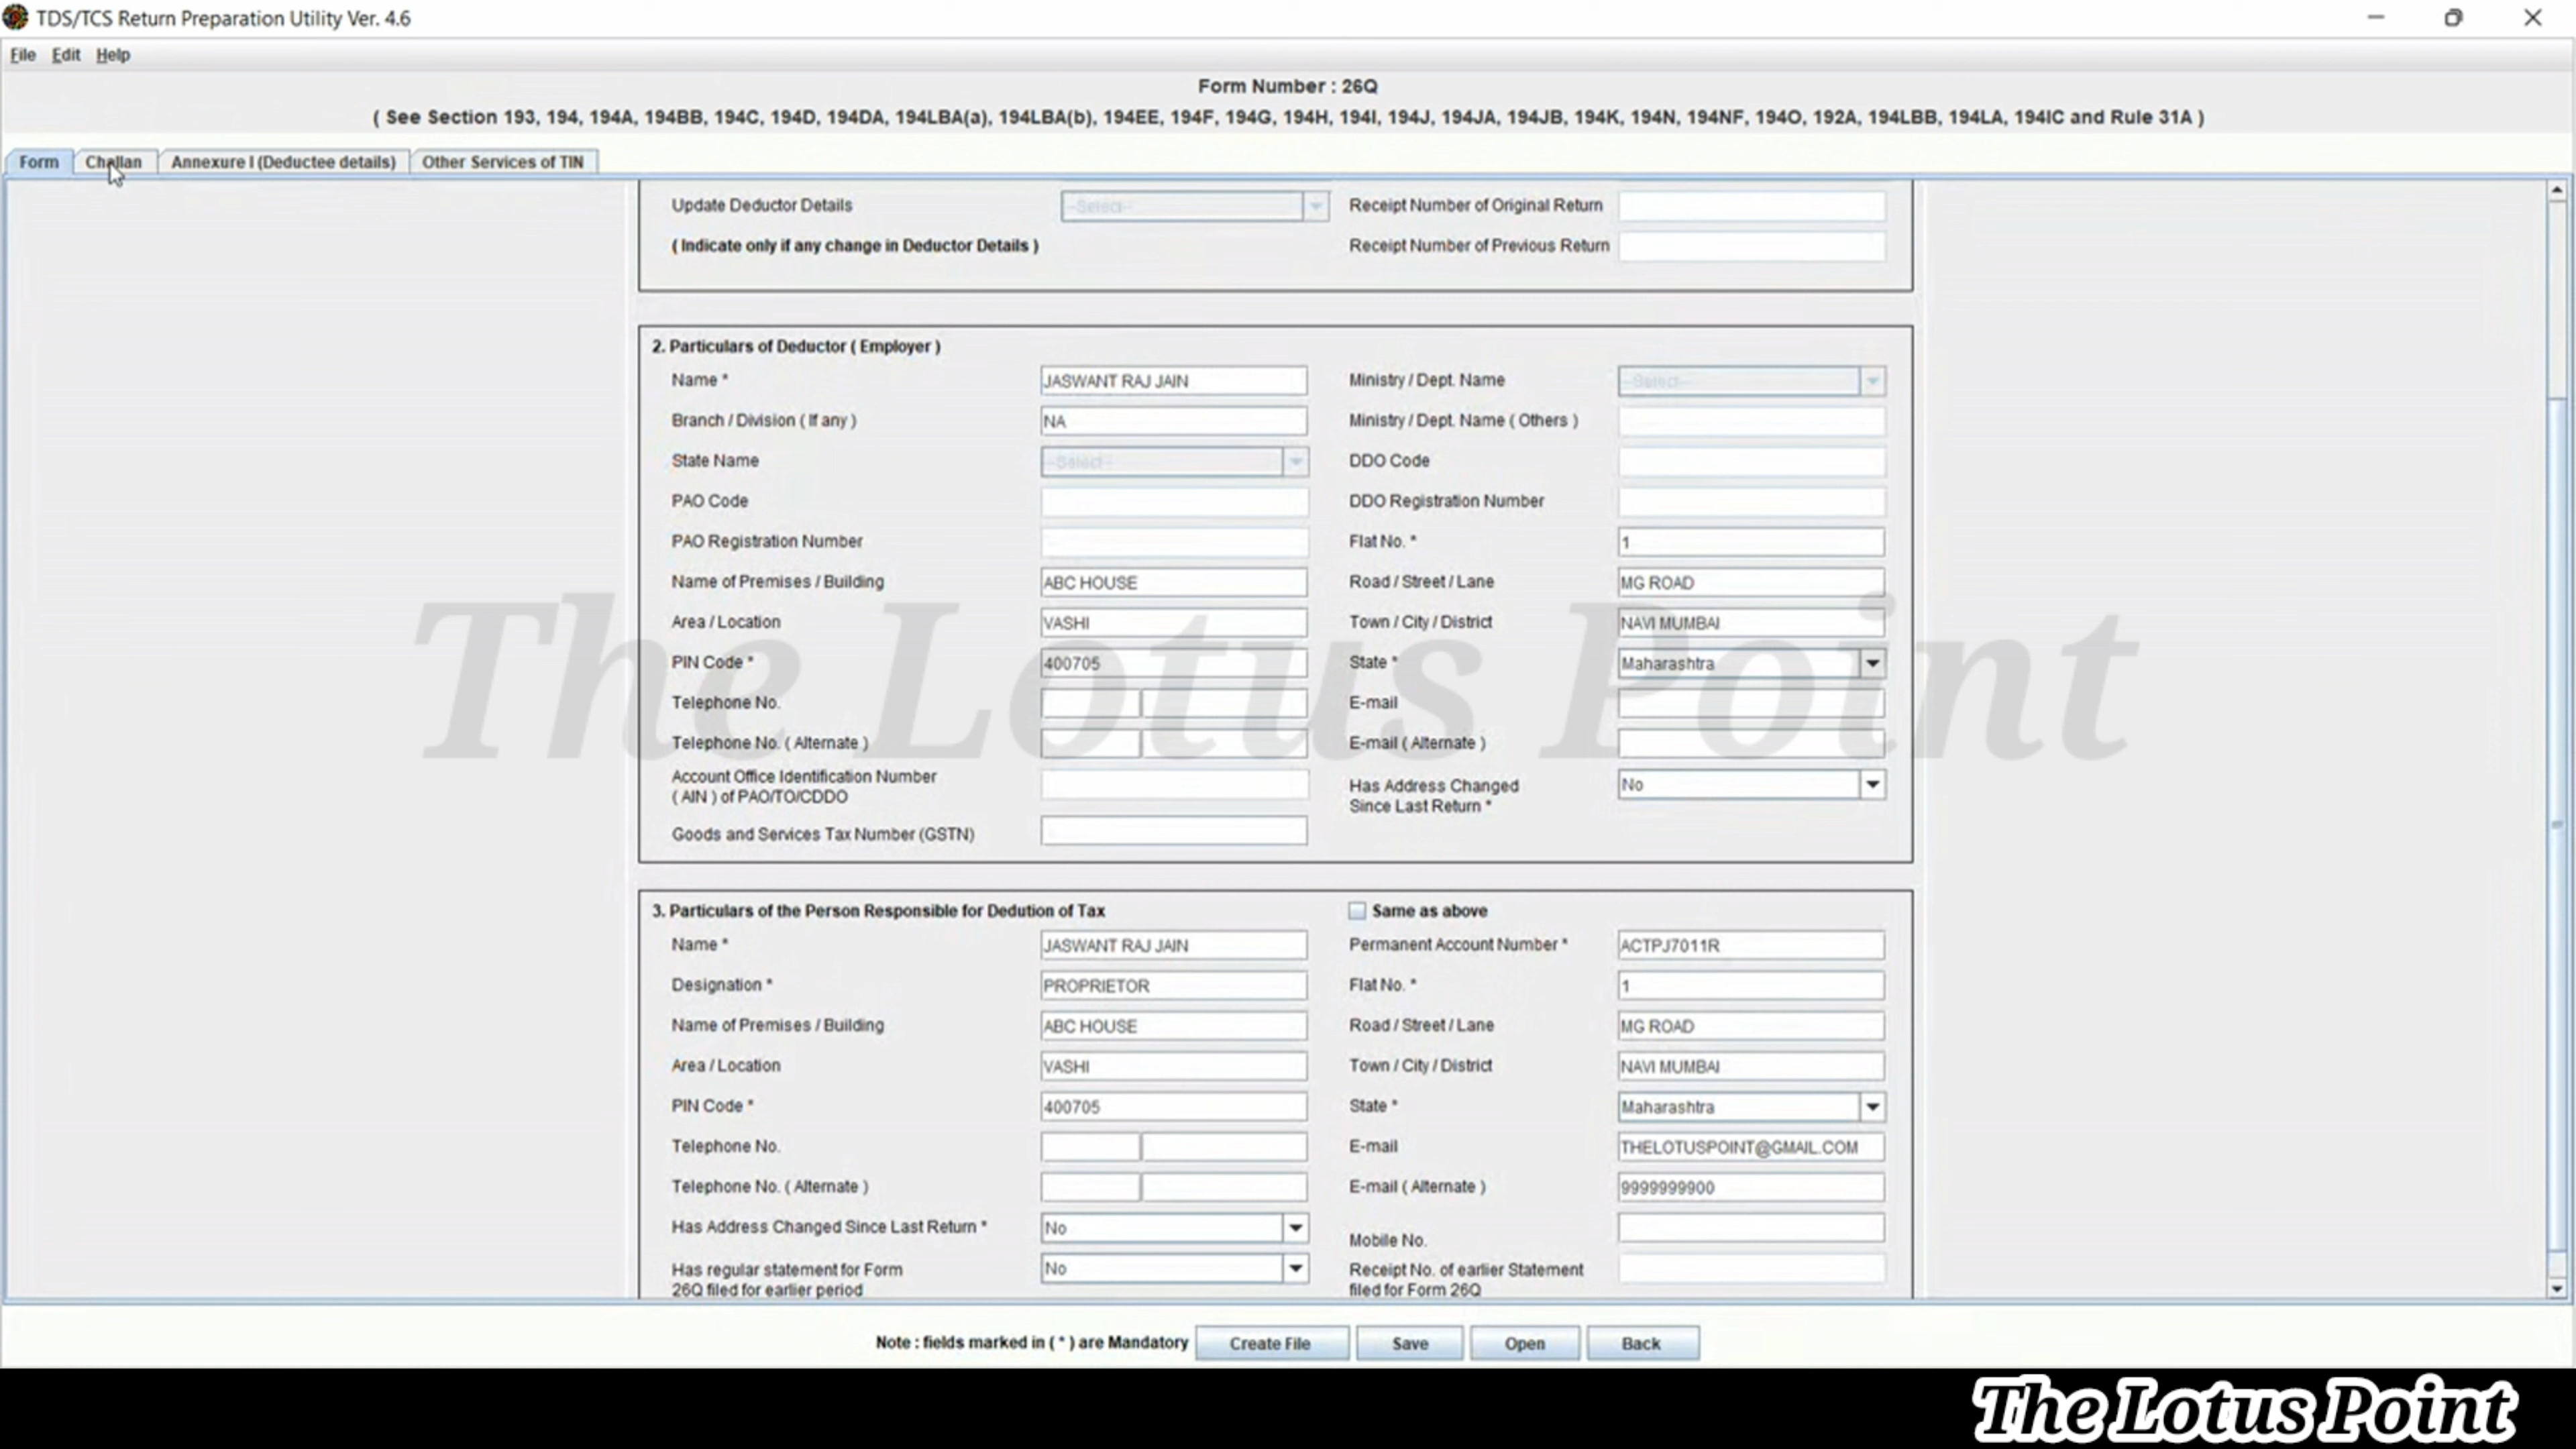 TDS/TCS Return Preparation Utility Ver. 4.6
File Edit Help
Form Number : 26Q
( See Section 193, 194, 194A, 194BB, 194C, 194D, 194DA, 194LBA(a), 194LBA(b), 194EE, 194F, 194G, 194H, 194I, 194J, 194JA, 194JB, 194K, 194N, 194NF, 194O, 192A, 194LBB, 194LA, 194IC and Rule 31A )
Form Challan Annexure I (Deductee details) Other Services of TIN
Update Deductor Details --Select-- Receipt Number of Original Return
( Indicate only if any change in Deductor Details ) Receipt Number of Previous Return
2. Particulars of Deductor ( Employer )
Name * JASWANT RAJ JAIN Ministry / Dept. Name --Select--
Branch / Division ( If any ) NA Ministry / Dept. Name ( Others )
State Name --Select-- DDO Code
PAO Code DDO Registration Number
PAO Registration Number Flat No. * 1
Name of Premises / Building ABC HOUSE Road / Street / Lane MG ROAD
Area / Location VASHI Town / City / District NAVI MUMBAI
PIN Code * 400705 State * Maharashtra
Telephone No. E-mail
The Lotus Point
Telephone No. ( Alternate ) E-mail ( Alternate )
Account Office Identification Number
( AIN ) of PAO/TO/CDDO
Has Address Changed No
Since Last Return *
Goods and Services Tax Number (GSTN)
3. Particulars of the Person Responsible for Dedution of Tax Same as above
Name * JASWANT RAJ JAIN Permanent Account Number * ACTPJ7011R
Designation * PROPRIETOR Flat No. * 1
Name of Premises / Building ABC HOUSE Road / Street / Lane MG ROAD
Area / Location VASHI Town / City / District NAVI MUMBAI
PIN Code * 400705 State * Maharashtra
Telephone No. E-mail THELOTUSPOINT@GMAIL.COM
Telephone No. ( Alternate ) E-mail ( Alternate ) 9999999900
Has Address Changed Since Last Return * No Mobile No.
Has regular statement for Form No Receipt No. of earlier Statement
26Q filed for earlier period filed for Form 26Q
Note : fields marked in ( * ) are Mandatory Create File Save Open Back
The Lotus Point